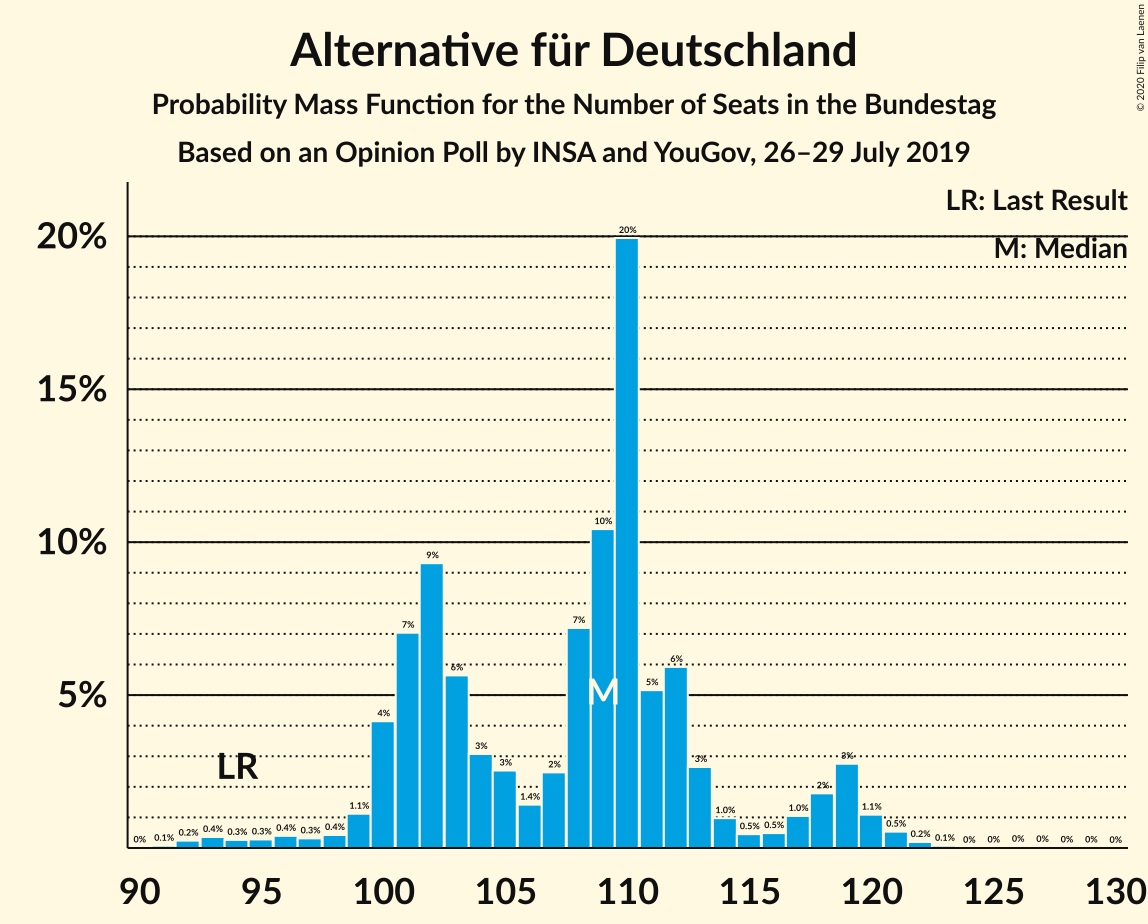 Alternative für Deutschland
Probability Mass Function for the Number of Seats in the Bundestag
Based on an Opinion Poll by INSA and YouGov, 26–29 July 2019
© 2020 Filip van Laenen
LR: Last Result
M: Median
20%
15%
10%
5%
0% 0.1% 0.2% 0.4% 0.3% 0.3% 0.4% 0.3% 0.4% 1.1% 4% 7% 9% 6% 3% 3% 1.4% 2% 7% 10% 20% 5% 6% 3% 1.0% 0.5% 0.5% 1.0% 2% 3% 1.1% 0.5% 0.2% 0.1% 0% 0% 0% 0% 0% 0% 0%
LR
M
90 95 100 105 110 115 120 125 130